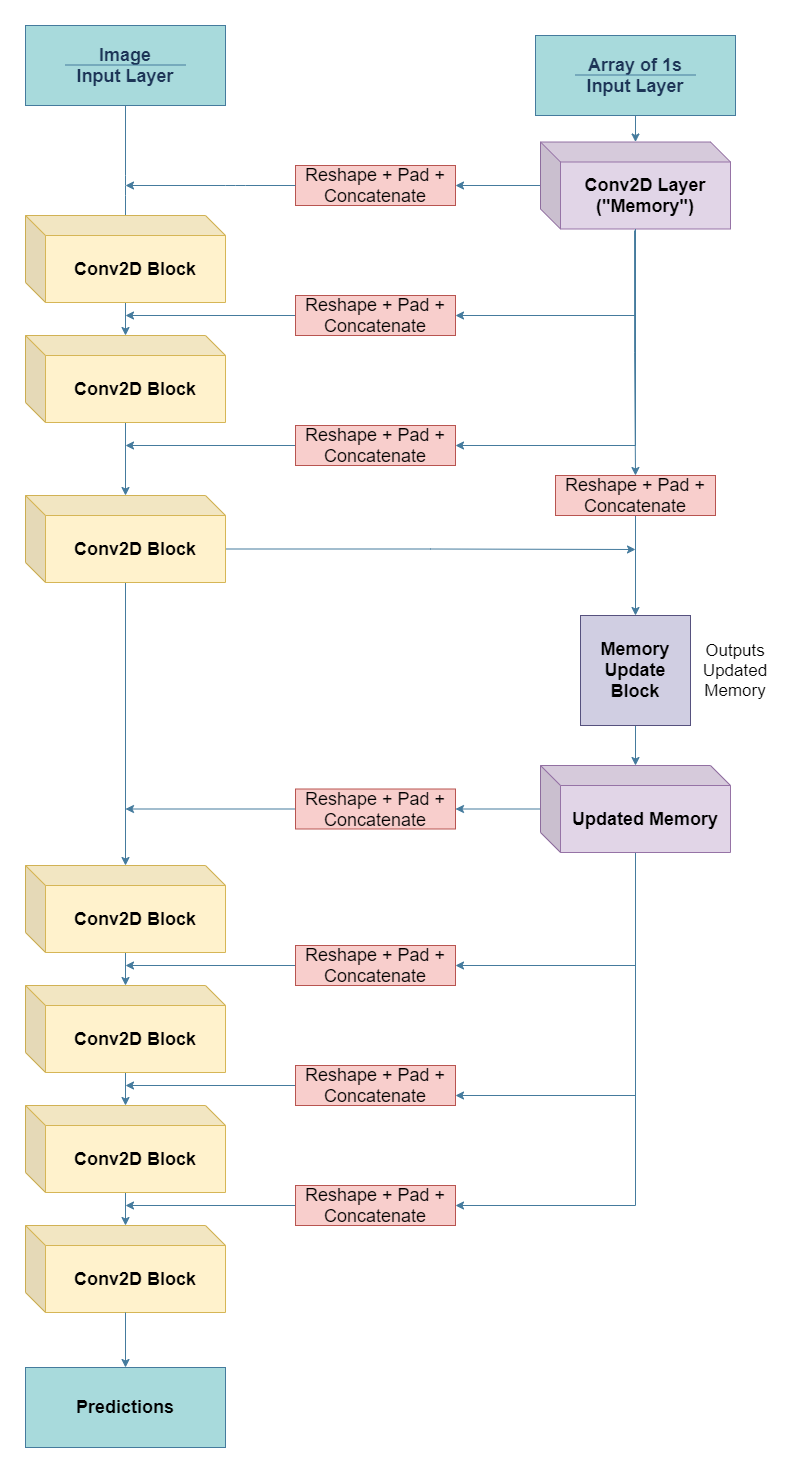 Image
Input Layer
Array of 1s
Input Layer
Reshape + Pad +
Concatenate
Conv2D Layer
("Memory")
Conv2D Block
Reshape + Pad +
Concatenate
Conv2D Block
Reshape + Pad +
Concatenate
Reshape + Pad +
Concatenate
Conv2D Block
Memory
Update
Block
Outputs
Updated
Memory
Reshape + Pad +
Concatenate
Updated Memory
Conv2D Block
Reshape + Pad +
Concatenate
Conv2D Block
Reshape + Pad +
Concatenate
Conv2D Block
Reshape + Pad +
Concatenate
Conv2D Block
Predictions